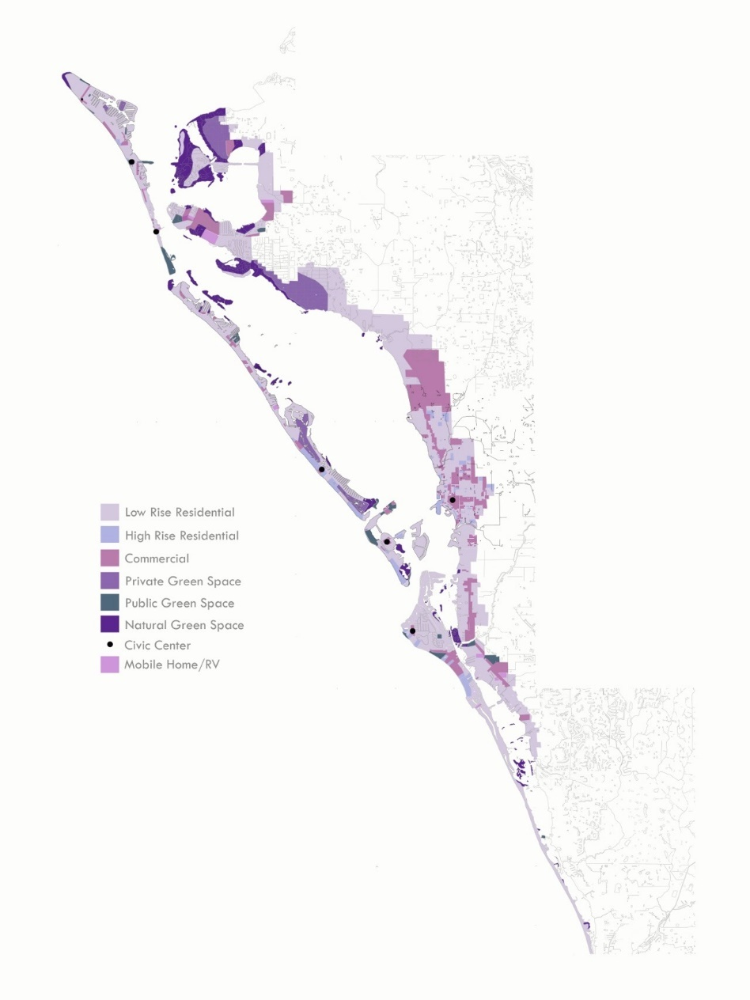 Low Rise Residential
High Rise Residential
Commercial
Private Green Space
Public Green Space
Natural Green Space
Civic Center
Mobile Home/RV